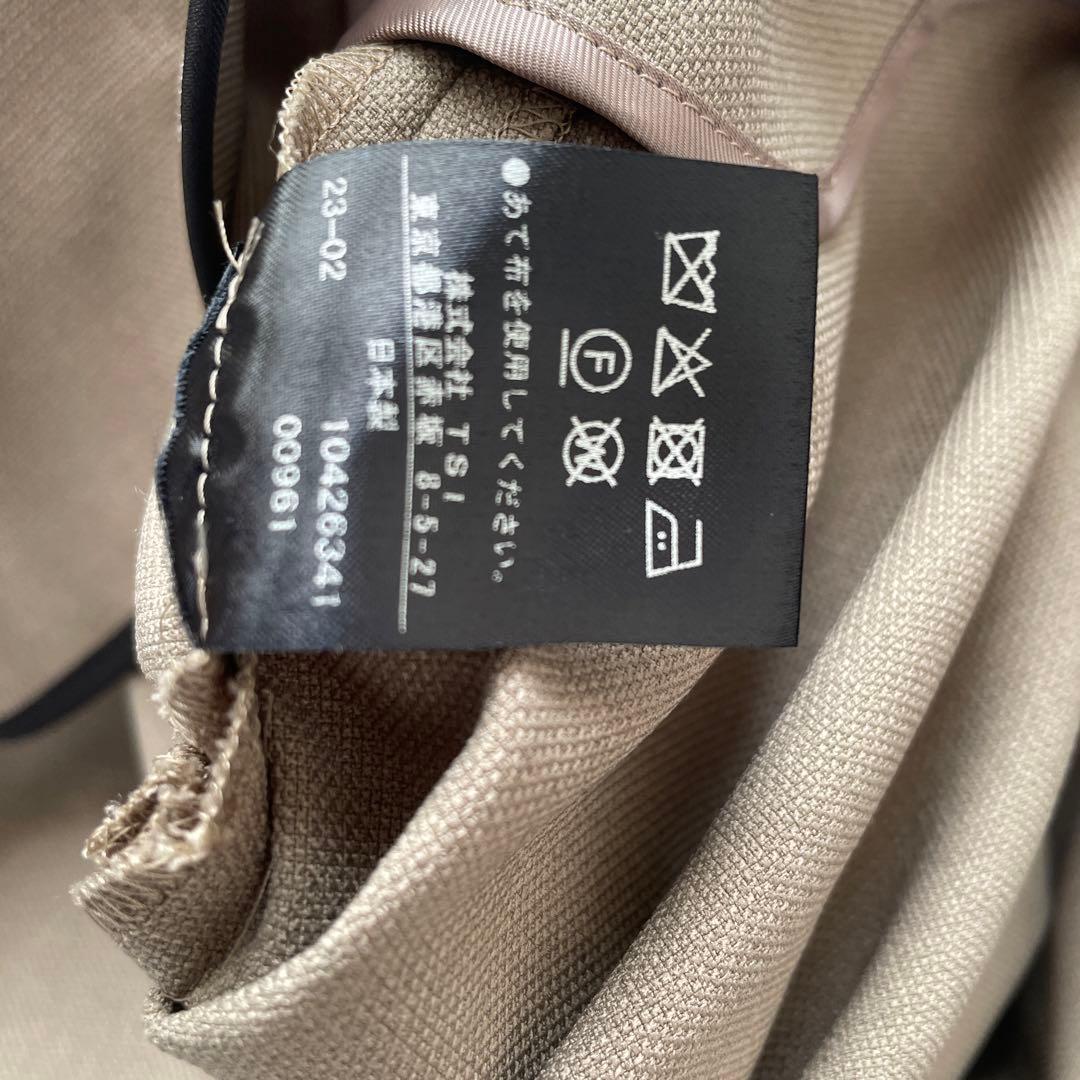 Ⓕ
Ⓦ
●あて布を使用してください。
株式会社 TSI
東京都港区赤坂 8-5-27
日本製
10426341
00961
23-02